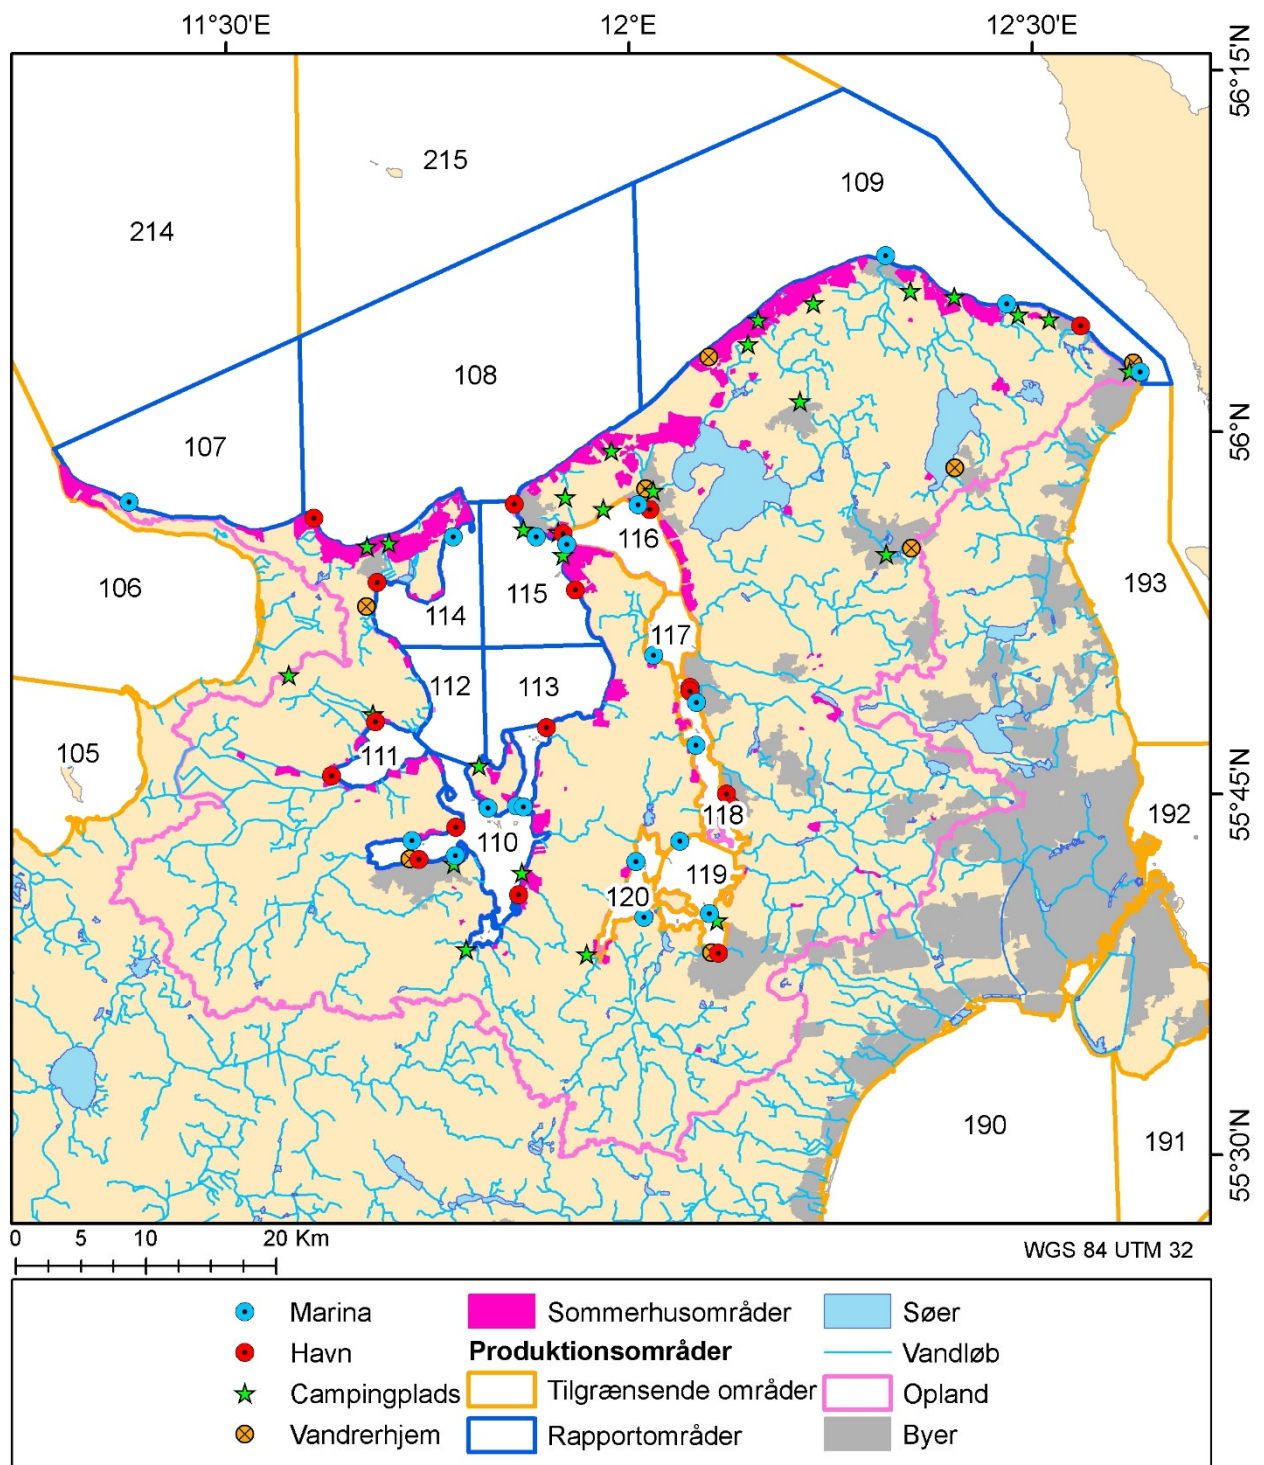 11°30'E
12°
12°30'E
56°15'N
56°N
55°45'N
55°30'N
215
214
109
108
107
106
105
116
193
114
115
117
112
113
111
118
192
110
119
120
190
191
0 5 10 20 Km
WGS 84 UTM 32
Marina
Havn
Campingplads
Vandrerhjem
Sommerhusområder
Produktionsområder
Tilgrænsende områder
Rapportområder
Søer
Vandløb
Opland
Byer